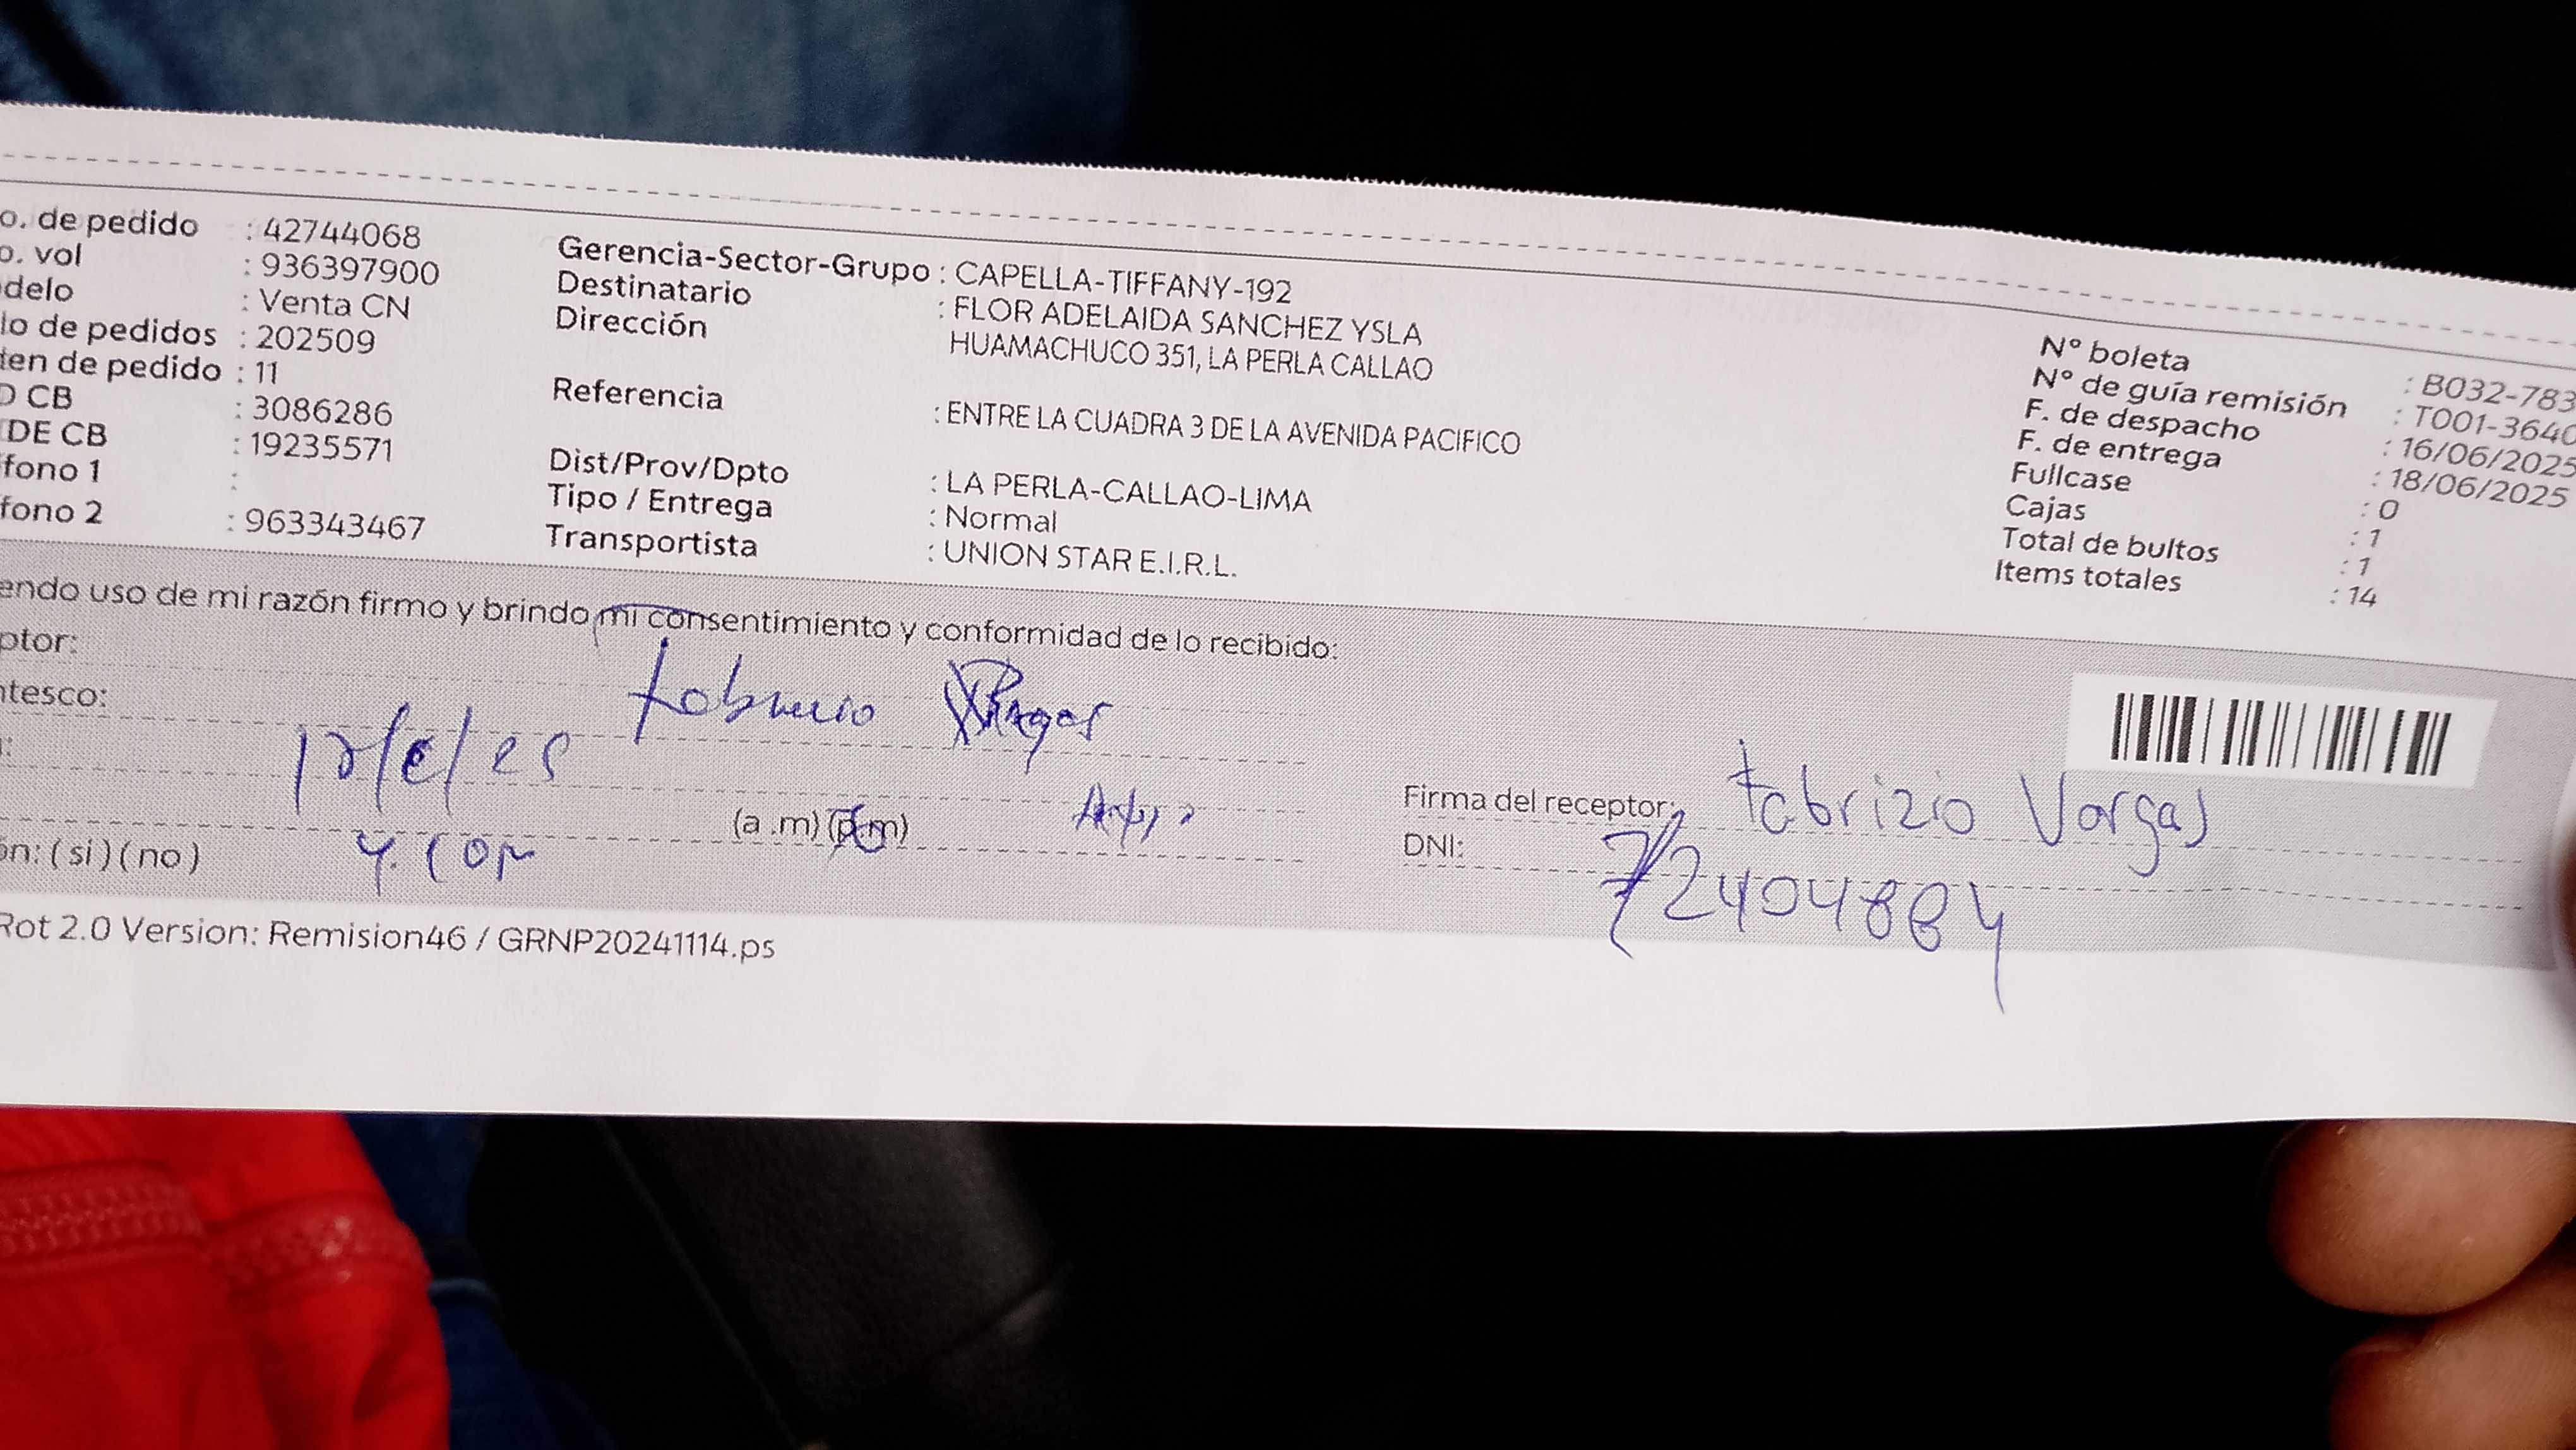 o. de pedido : 42744068
o. vol : 936397900
delo : Venta CN
lo de pedidos : 202509
en de pedido : 11
D CB : 3086286
DE CB : 19235571
fono 1 :
fono 2 : 963343467
Gerencia-Sector-Grupo : CAPELLA-TIFFANY-192
Destinatario : FLOR ADELAIDA SANCHEZ YSLA
Dirección HUAMACHUCO 351, LA PERLA CALLAO
Referencia : ENTRE LA CUADRA 3 DE LA AVENIDA PACIFICO
Dist/Prov/Dpto : LA PERLA-CALLAO-LIMA
Tipo / Entrega : Normal
Transportista : UNION STAR E.I.R.L.
N° boleta : B032-783
N° de guía remisión : T001-3640
F. de despacho : 16/06/2025
F. de entrega : 18/06/2025
Fullcase : 0
Cajas : 1
Total de bultos : 1
Items totales : 14
endo uso de mi razón firmo y brindo mi consentimiento y conformidad de lo recibido:
ptor:
ntesco:
(a .m) (p.m)
ón: ( si ) ( no )
Firma del receptor: Fabrizio Vargas
DNI: 72404884
Rot 2.0 Version: Remision46 / GRNP20241114.ps